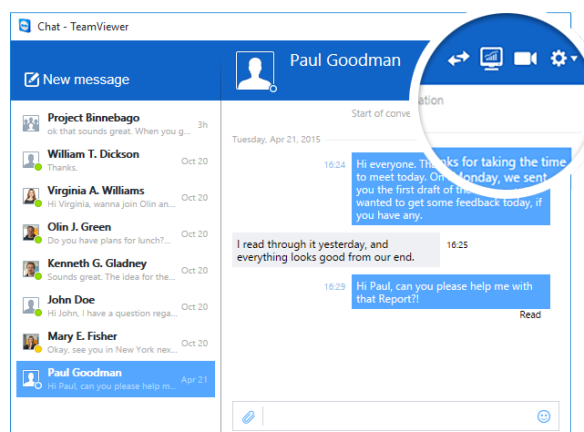 Chat - TeamViewer
New message
Project Binnebago
ok that sounds great. When you g...
3h
William T. Dickson
Thanks.
Oct 20
Virginia A. Williams
Hi Virginia, wanna join Olin an...
Oct 20
Olin J. Green
Do you have plans for lunch?...
Oct 20
Kenneth G. Gladney
Sounds great. The idea for the...
Oct 20
John Doe
Hi John, I have a question rega...
Oct 20
Mary E. Fisher
Okay, see you in New York nex...
Oct 20
Paul Goodman
Hi Paul, can you please help m...
Apr 21
Paul Goodman
Start of conve
ation
Tuesday, Apr 21, 2015
16:24
Hi everyone. Thanks for taking the time
to meet today. On Monday, we sent
you the first draft of the
wanted to get some feedback today, if
you have any.
I read through it yesterday, and
everything looks good from our end.
16:25
16:29
Hi Paul, can you please help me with
that Report?!
Read